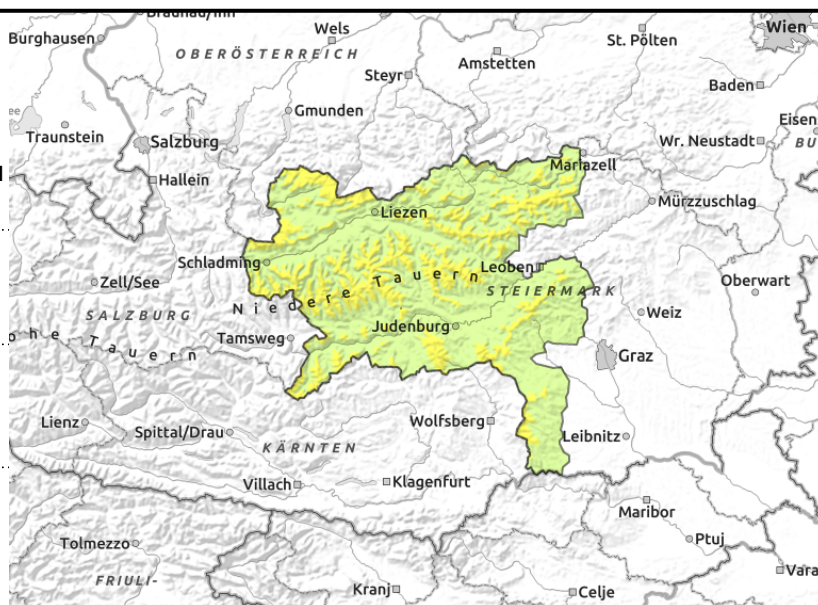 Braunau/Inn
Wels
Wien
Burghausen
OBERÖSTERREICH
St. Pölten
Amstetten
Steyr
Baden
Gmunden
Traunstein
Salzburg
Wr. Neustadt
Mariazell
Hallein
Mürzzuschlag
Liezen
Schladming
Leoben
Zell/See
Niedere Tauern
STEIERMARK
Oberwart
SALZBURG
Weiz
Judenburg
Tamsweg
Tauern
Graz
Lienz
Spittal/Drau
Wolfsberg
Leibnitz
KÄRNTEN
Villach
Klagenfurt
Maribor
Tolmezzo
Ptuj
FRIULI-
Kranj
Celje